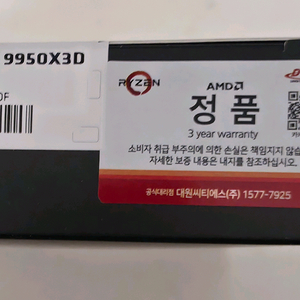 9950X3D
RYZEN
AMD
정품
3 year warranty
소비자 취급 부주의에 의한 손실은 책임지지 않습
자세한 보증 내용은 내지를 참조하십시오.
공식대리점 대원씨티에스(주) 1577-7925